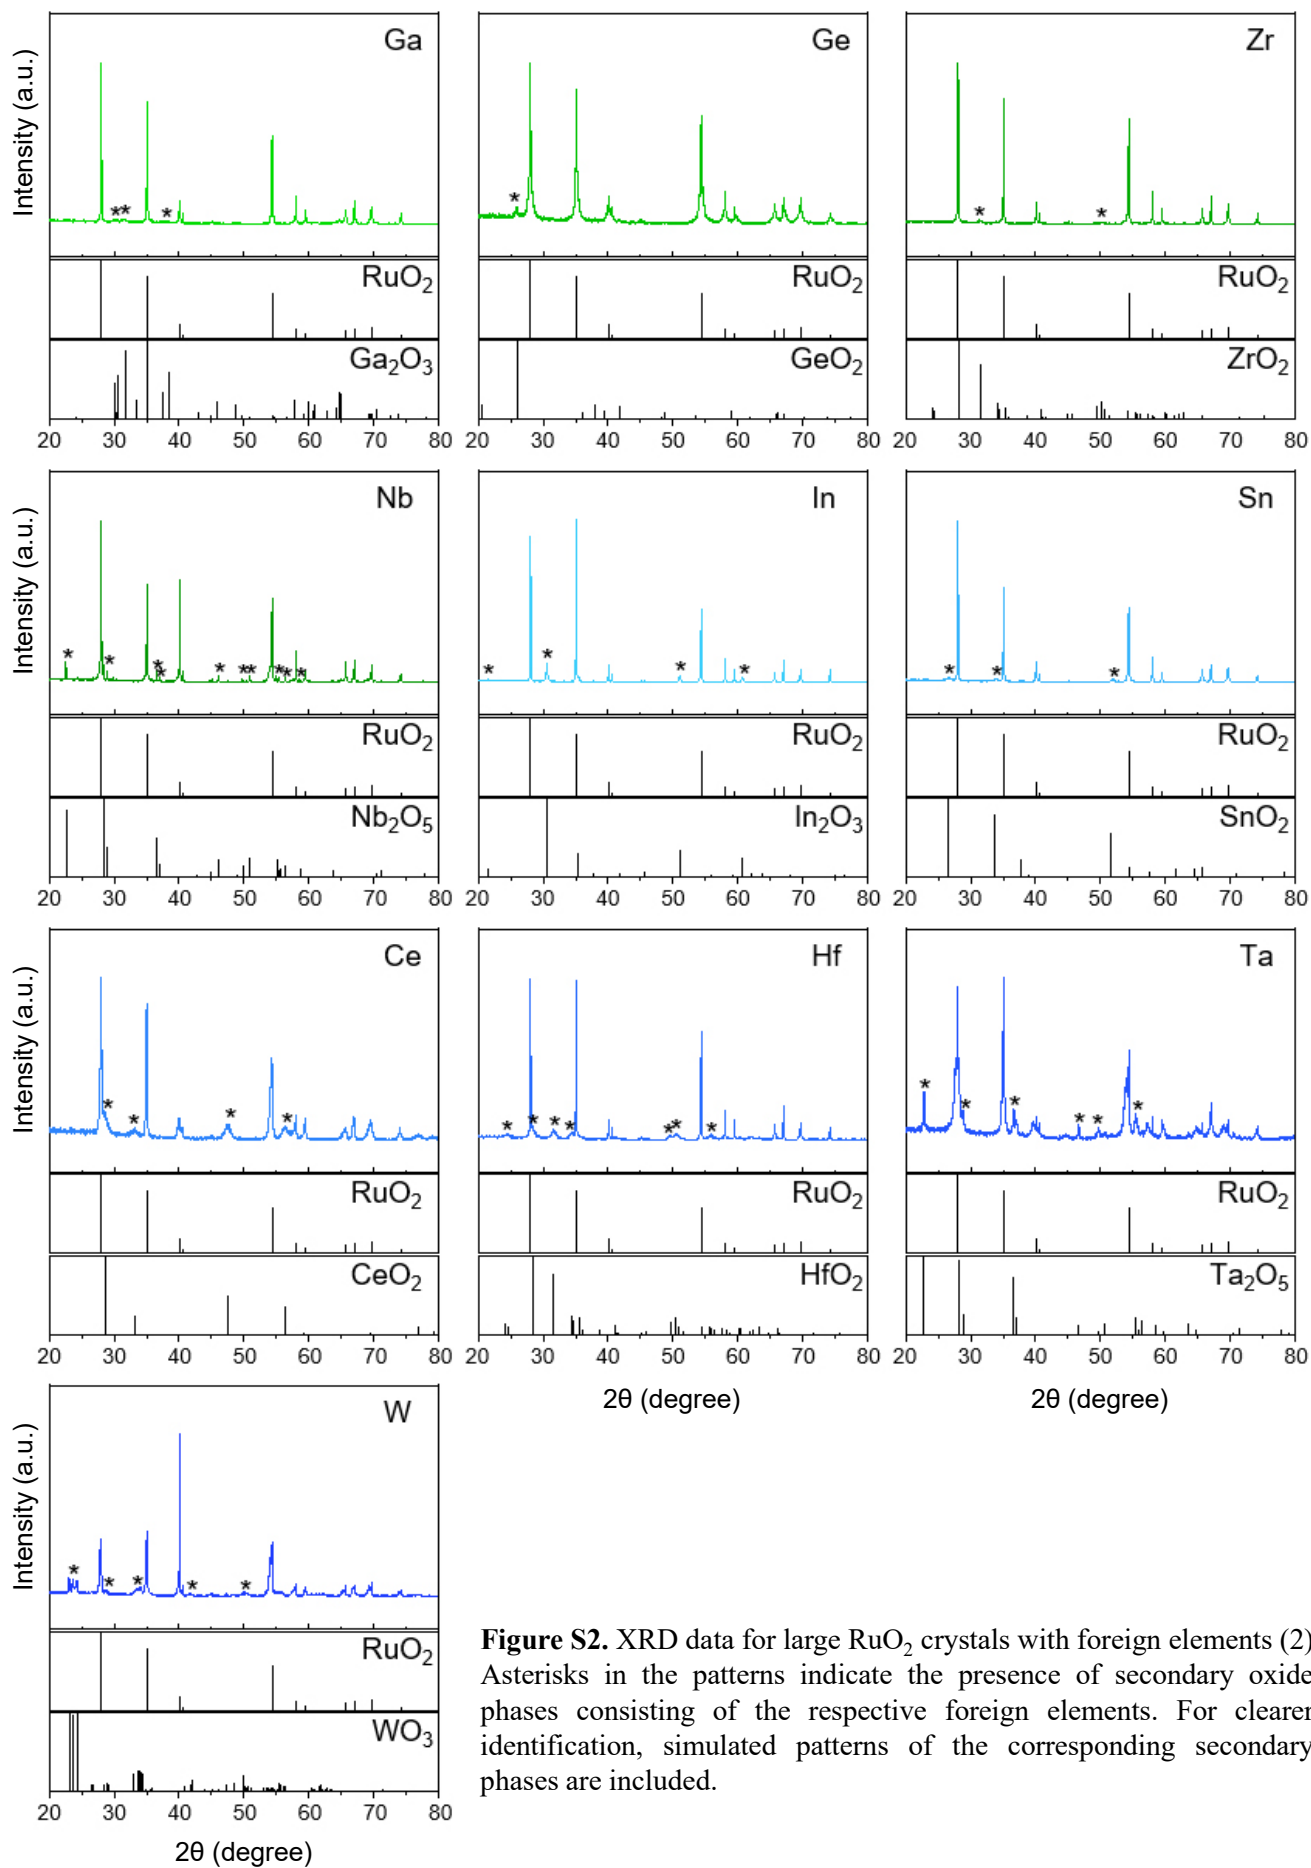 Intensity (a.u.)
Ga
*
*
*
RuO2
Ga2O3
20 30 40 50 60 70 80
Ge
*
RuO2
GeO2
20 30 40 50 60 70 80
Zr
*
*
RuO2
ZrO2
20 30 40 50 60 70 80
Intensity (a.u.)
Nb
*
*
*
*
*
*
*
*
*
*
RuO2
Nb2O5
20 30 40 50 60 70 80
In
*
*
*
*
RuO2
In2O3
20 30 40 50 60 70 80
Sn
*
*
*
RuO2
SnO2
20 30 40 50 60 70 80
Intensity (a.u.)
Ce
*
*
*
*
RuO2
CeO2
20 30 40 50 60 70 80
Hf
*
*
*
*
*
*
*
RuO2
HfO2
20 30 40 50 60 70 80
2θ (degree)
Ta
*
*
*
*
*
*
RuO2
Ta2O5
20 30 40 50 60 70 80
2θ (degree)
Intensity (a.u.)
W
*
*
*
*
*
RuO2
WO3
20 30 40 50 60 70 80
2θ (degree)
Figure S2. XRD data for large RuO2 crystals with foreign elements (2)
Asterisks in the patterns indicate the presence of secondary oxide
phases consisting of the respective foreign elements. For clearer
identification, simulated patterns of the corresponding secondary
phases are included.